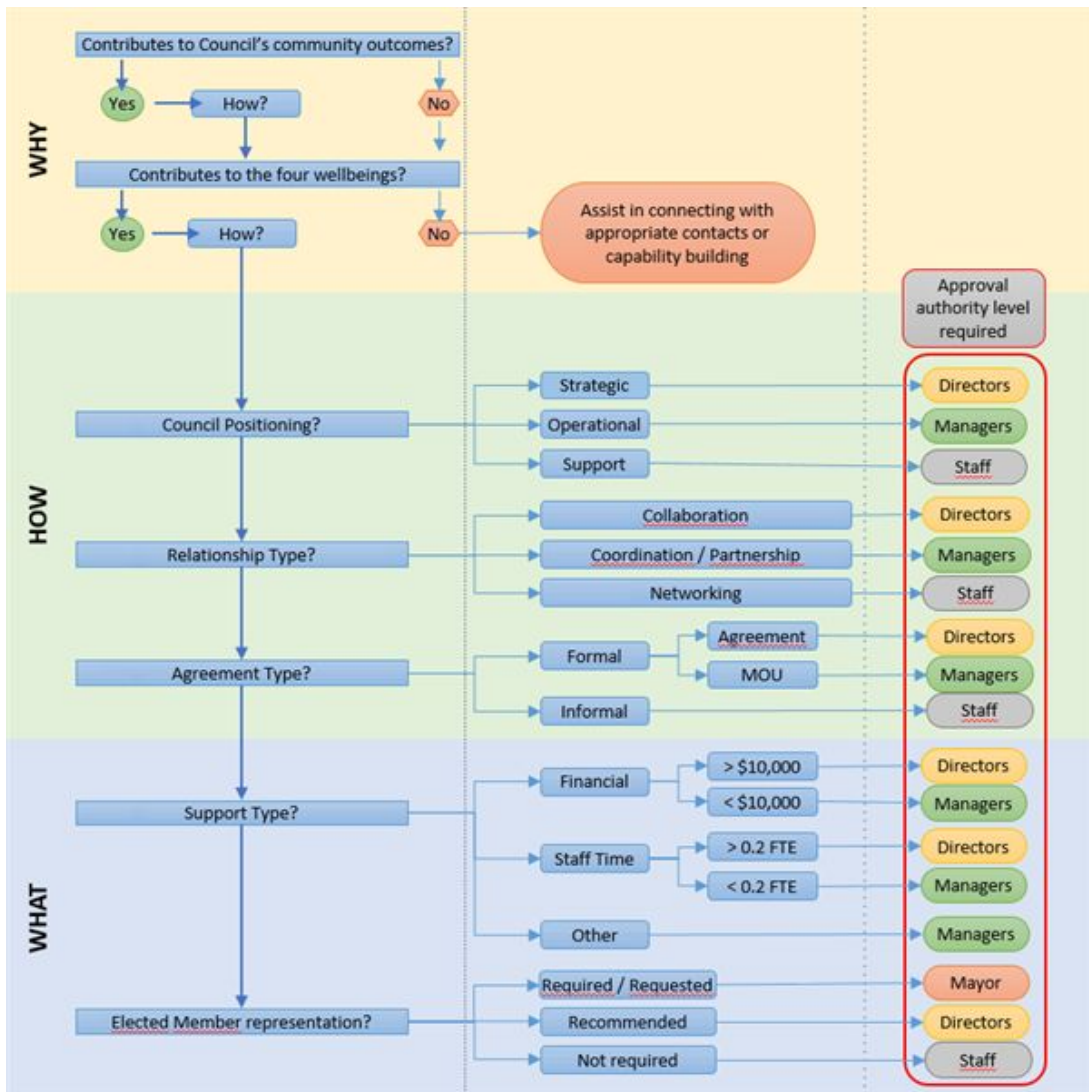 WHY
Contributes to Council's community outcomes?
Yes
How?
No
Contributes to the four wellbeings?
Yes
How?
No
Assist in connecting with
appropriate contacts or
capability building
Approval
authority level
required
HOW
Council Positioning?
Strategic
Directors
Operational
Managers
Support
Staff
Relationship Type?
Collaboration
Directors
Coordination / Partnership
Managers
Networking
Staff
Agreement Type?
Formal
Agreement
Directors
MOU
Managers
Informal
Staff
WHAT
Support Type?
Financial
> $10,000
Directors
< $10,000
Managers
Staff Time
> 0.2 FTE
Directors
< 0.2 FTE
Managers
Other
Managers
Elected Member representation?
Required / Requested
Mayor
Recommended
Directors
Not required
Staff